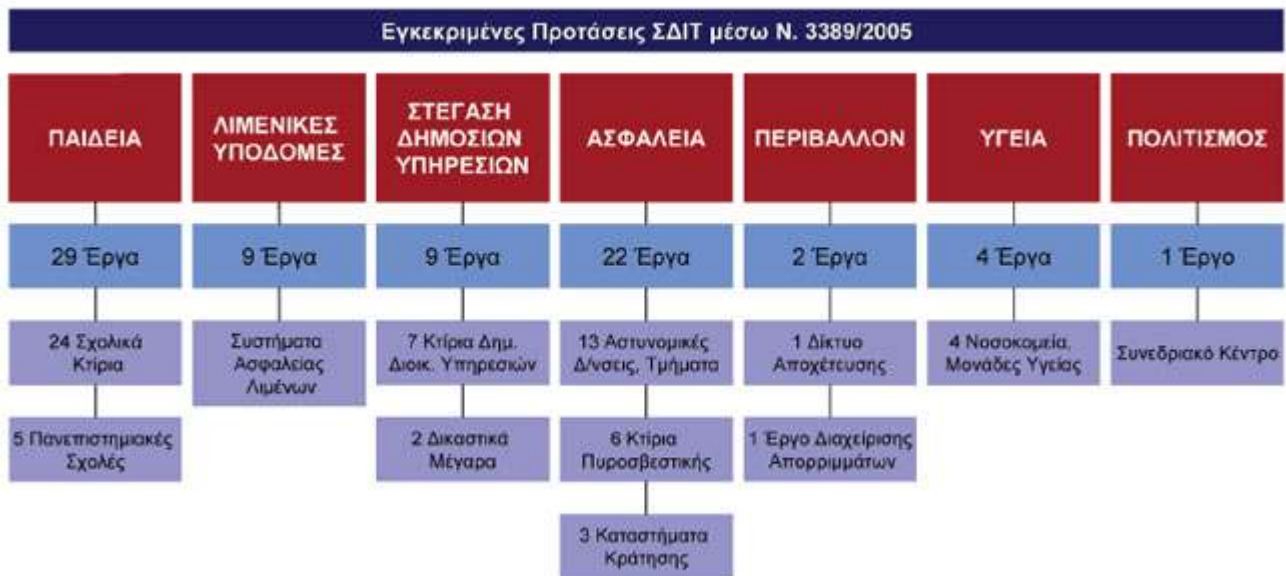 Εγκεκριμένες Προτάσεις ΣΔΙΤ μέσω Ν. 3389/2005
ΠΑΙΔΕΙΑ
ΛΙΜΕΝΙΚΕΣ
ΥΠΟΔΟΜΕΣ
ΣΤΕΓΑΣΗ
ΔΗΜΟΣΙΩΝ
ΥΠΗΡΕΣΙΩΝ
ΑΣΦΑΛΕΙΑ
ΠΕΡΙΒΑΛΛΟΝ
ΥΓΕΙΑ
ΠΟΛΙΤΙΣΜΟΣ
29 Έργα
9 Έργα
9 Έργα
22 Έργα
2 Έργα
4 Έργα
1 Έργο
24 Σχολικά
Κτίρια
Συστήματα
Ασφαλείας
Λιμένων
7 Κτίρια Δημ.
Διοικ. Υπηρεσιών
13 Αστυνομικές
Δ/νσεις, Τμήματα
1 Δίκτυο
Αποχέτευσης
4 Νοσοκομεία,
Μονάδες Υγείας
Συνεδριακό Κέντρο
5 Πανεπιστημιακές
Σχολές
2 Δικαστικά
Μέγαρα
6 Κτίρια
Πυροσβεστικής
1 Έργο Διαχείρισης
Απορριμμάτων
3 Καταστήματα
Κράτησης